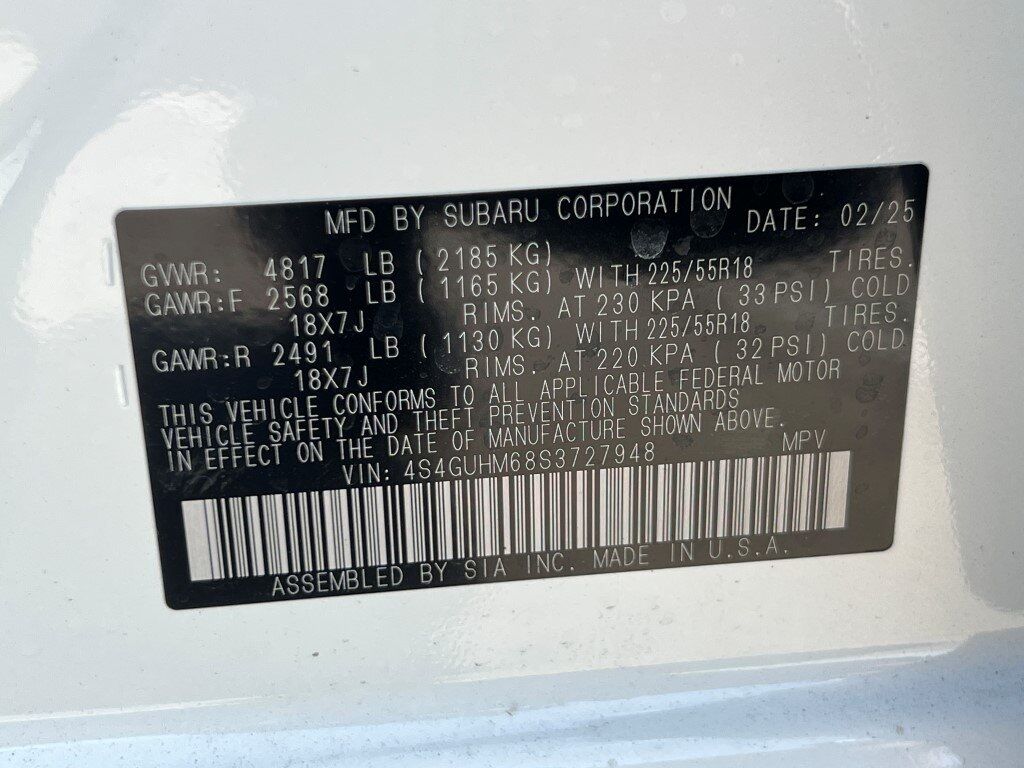 MFD BY SUBARU CORPORATION DATE: 02/25
GVWR: 4817 LB ( 2185 KG)
GAWR:F 2568 LB ( 1165 KG) WITH 225/55R18 TIRES.
18X7J RIMS. AT 230 KPA ( 33 PSI) COLD
GAWR:R 2491 LB ( 1130 KG) WITH 225/55R18 TIRES.
18X7J RIMS. AT 220 KPA ( 32 PSI) COLD
THIS VEHICLE CONFORMS TO ALL APPLICABLE FEDERAL MOTOR
VEHICLE SAFETY AND THEFT PREVENTION STANDARDS
IN EFFECT ON THE DATE OF MANUFACTURE SHOWN ABOVE.
VIN: 4S4GUHM68S3727948 MPV
ASSEMBLED BY SIA INC. MADE IN U.S.A.